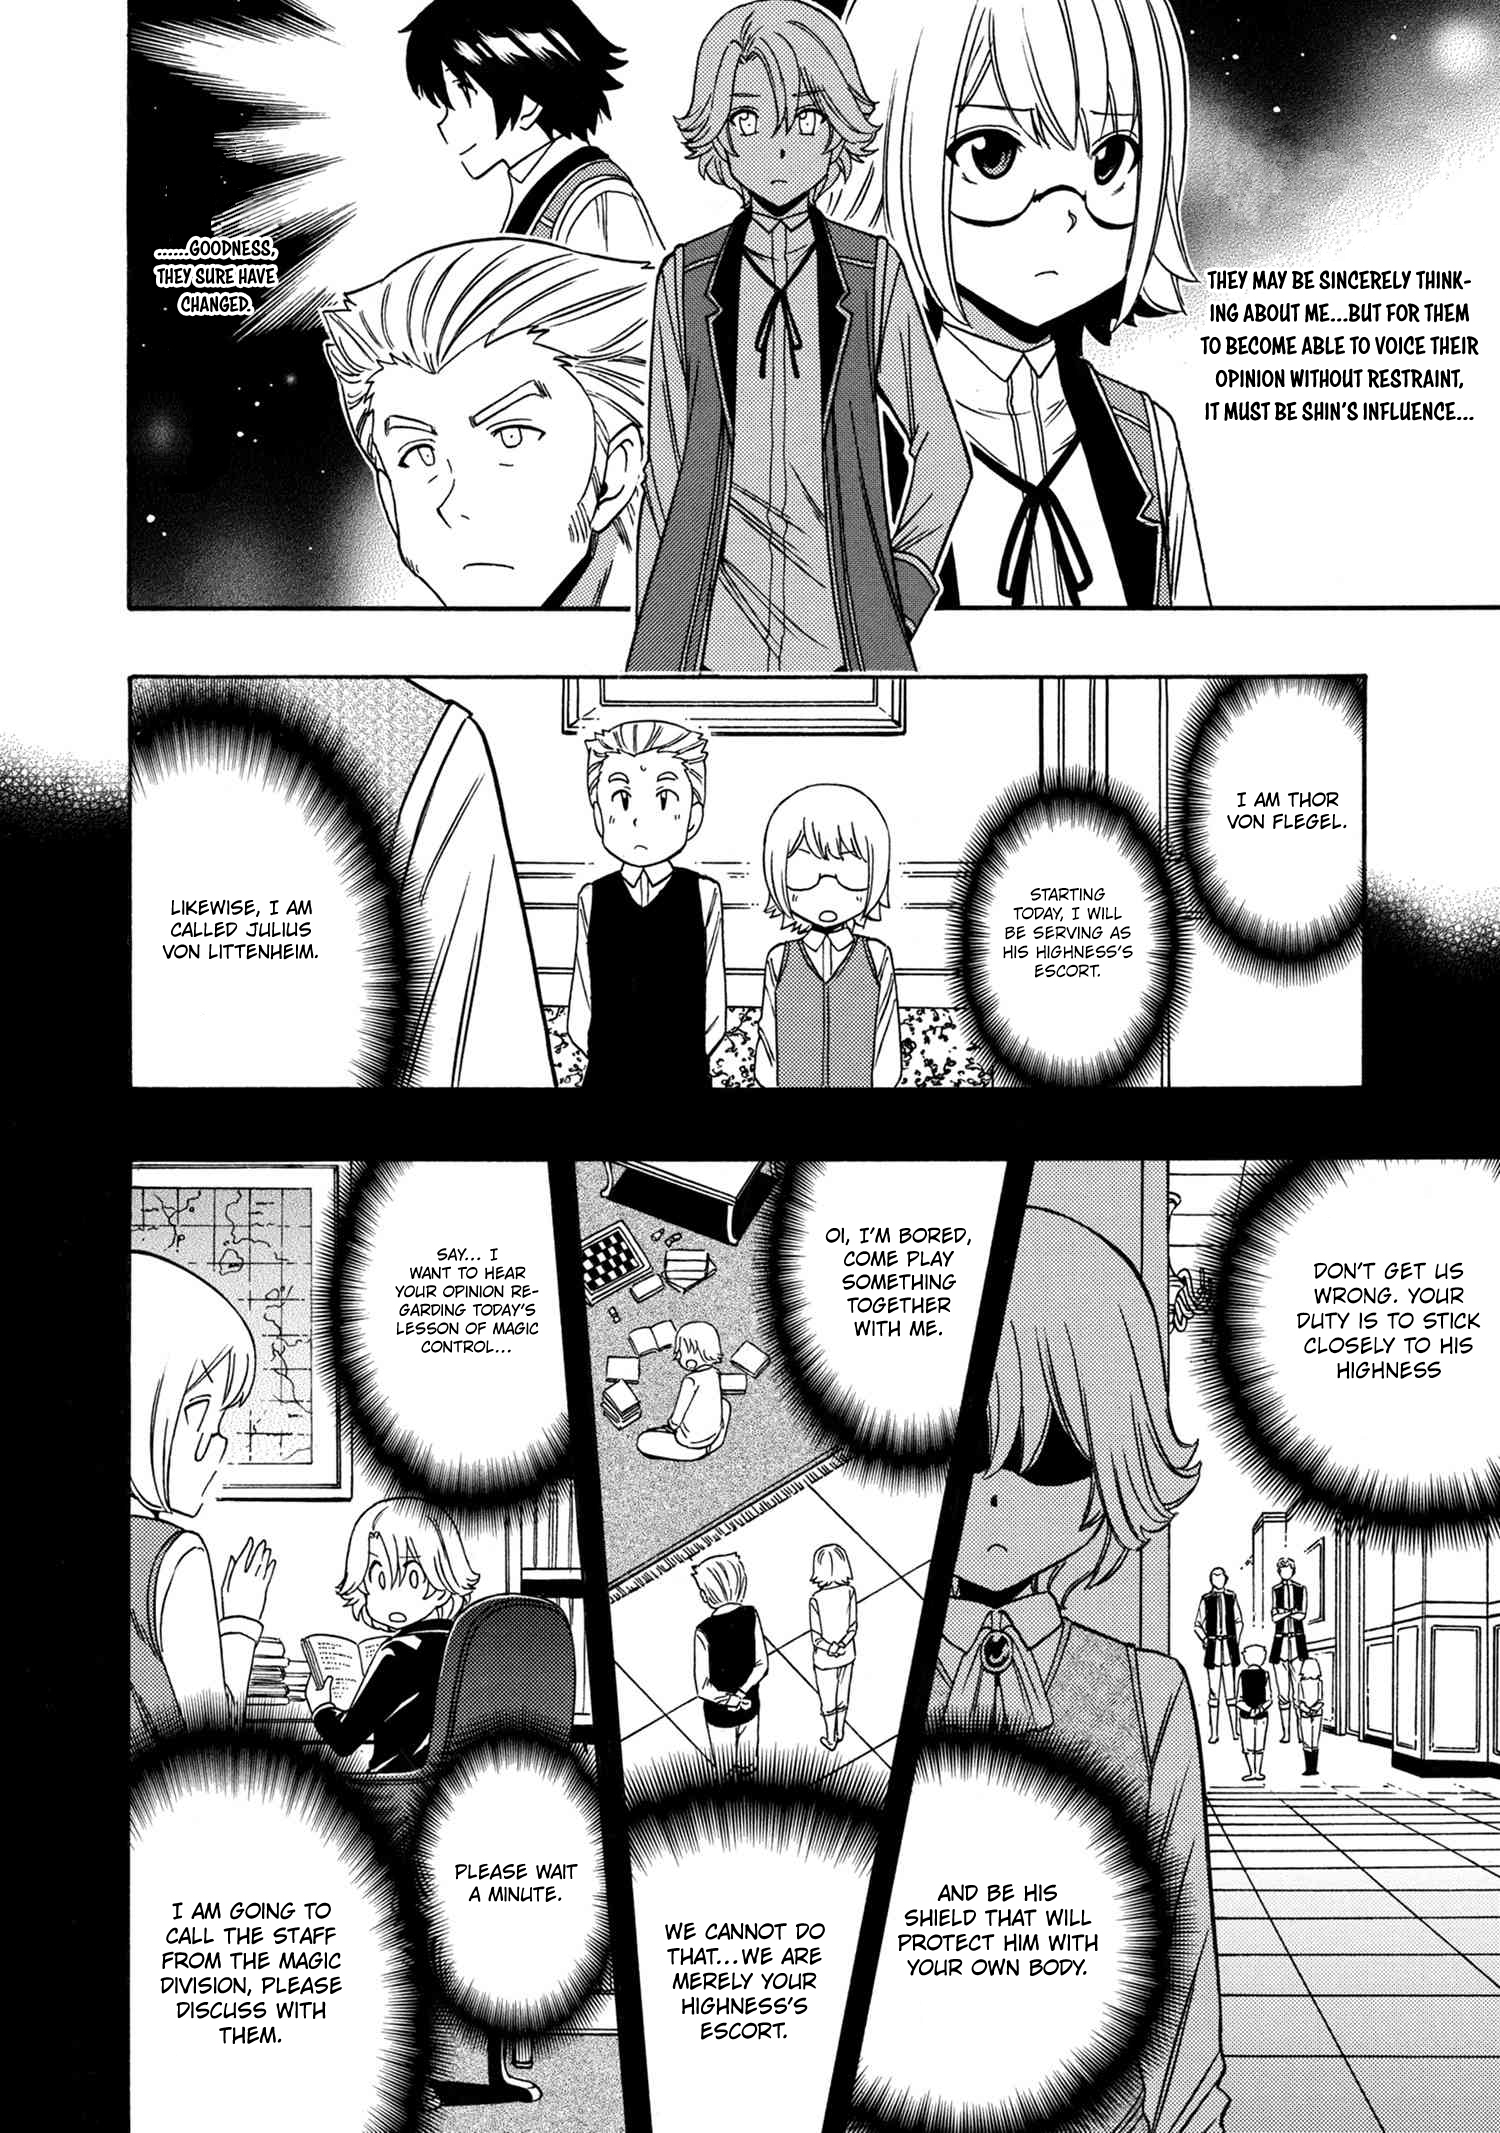 THEY MAY BE SINCERELY THINK-
ING ABOUT ME...BUT FOR THEM
TO BECOME ABLE TO VOICE THEIR
OPINION WITHOUT RESTRAINT,
IT MUST BE SHIN'S INFLUENCE...
......GOODNESS,
THEY SURE HAVE
CHANGED.
I AM THOR
VON FLEGEL.
STARTING
TODAY, I WILL
BE SERVING AS
HIS HIGHNESS'S
ESCORT.
LIKEWISE, I AM
CALLED JULIUS
VON LITTENHEIM.
DON'T GET US
WRONG. YOUR
DUTY IS TO STICK
CLOSELY TO HIS
HIGHNESS
AND BE HIS
SHIELD THAT WILL
PROTECT HIM WITH
YOUR OWN BODY.
OI, I'M BORED,
COME PLAY
SOMETHING
TOGETHER
WITH ME.
WE CANNOT DO
THAT...WE ARE
MERELY YOUR
HIGHNESS'S
ESCORT.
SAY... I
WANT TO HEAR
YOUR OPINION RE-
GARDING TODAY'S
LESSON OF MAGIC
CONTROL...
PLEASE WAIT
A MINUTE.
I AM GOING TO
CALL THE STAFF
FROM THE MAGIC
DIVISION, PLEASE
DISCUSS WITH
THEM.